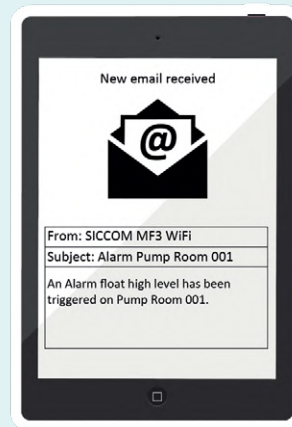 New email received
@
From: SICCOM MF3 WiFi
Subject: Alarm Pump Room 001
An Alarm float high level has been
triggered on Pump Room 001.